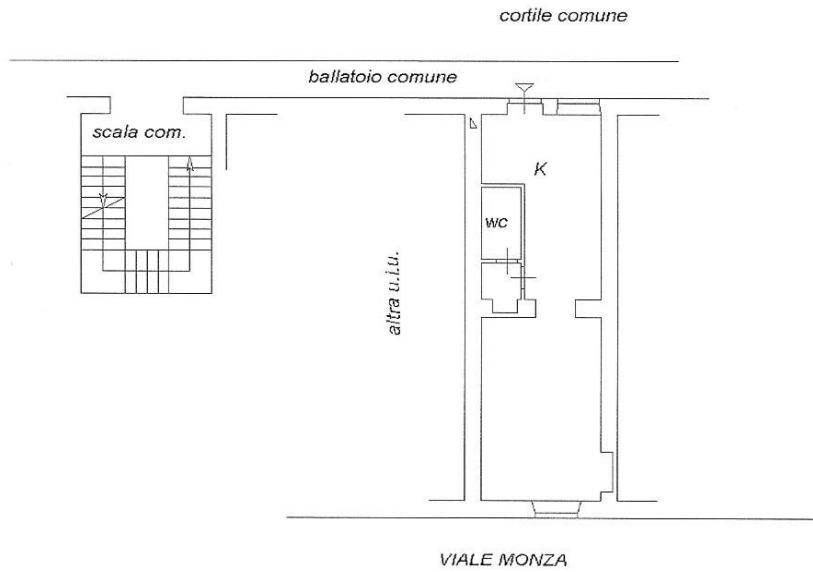 cortile comune
ballatoio comune
scala com.
K
wc
altra u.i.u.
VIALE MONZA